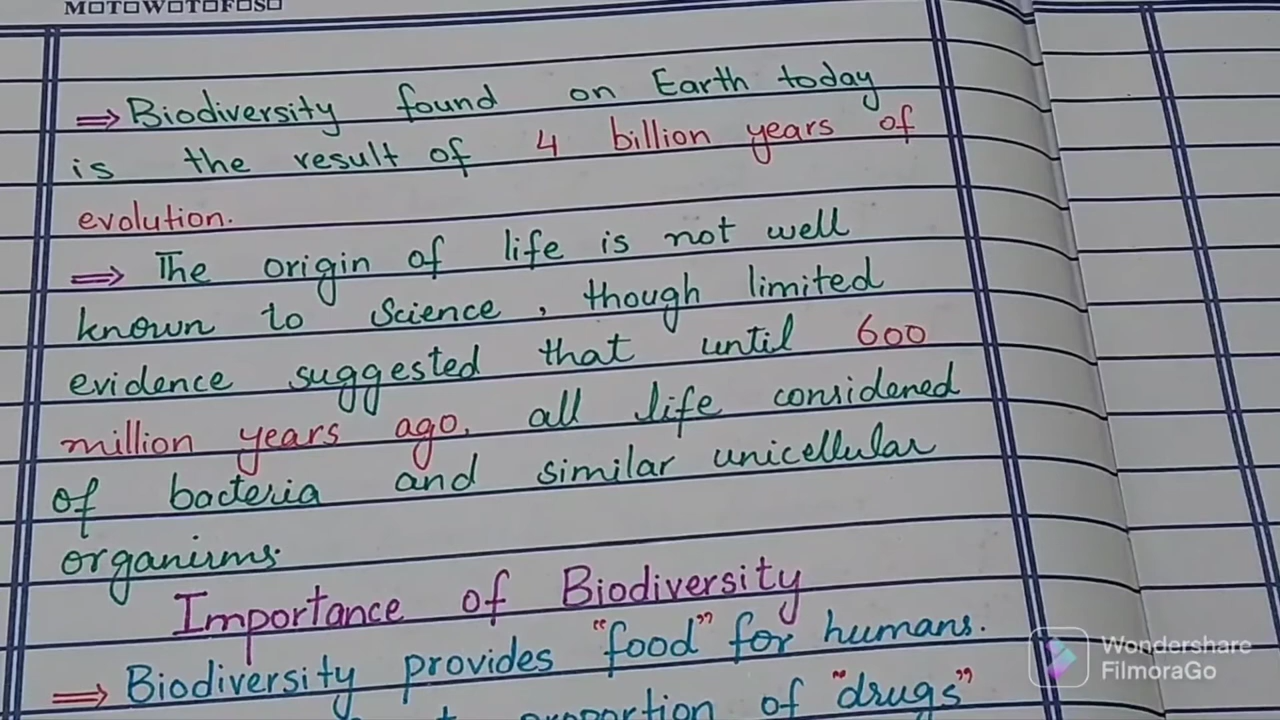 M☐T☐W☐T☐F☐S☐
⇒ Biodiversity found on Earth today
is the result of 4 billion years of
evolution.
⇒ The origin of life is not well
known to Science, though limited
evidence suggested that until 600
million years ago, all life considened
of bacteria and similar unicellular
organisms.
Importance of Biodiversity
⇒ Biodiversity provides "food" for humans.
proportion of "drugs"
Wondershare
FilmoraGo